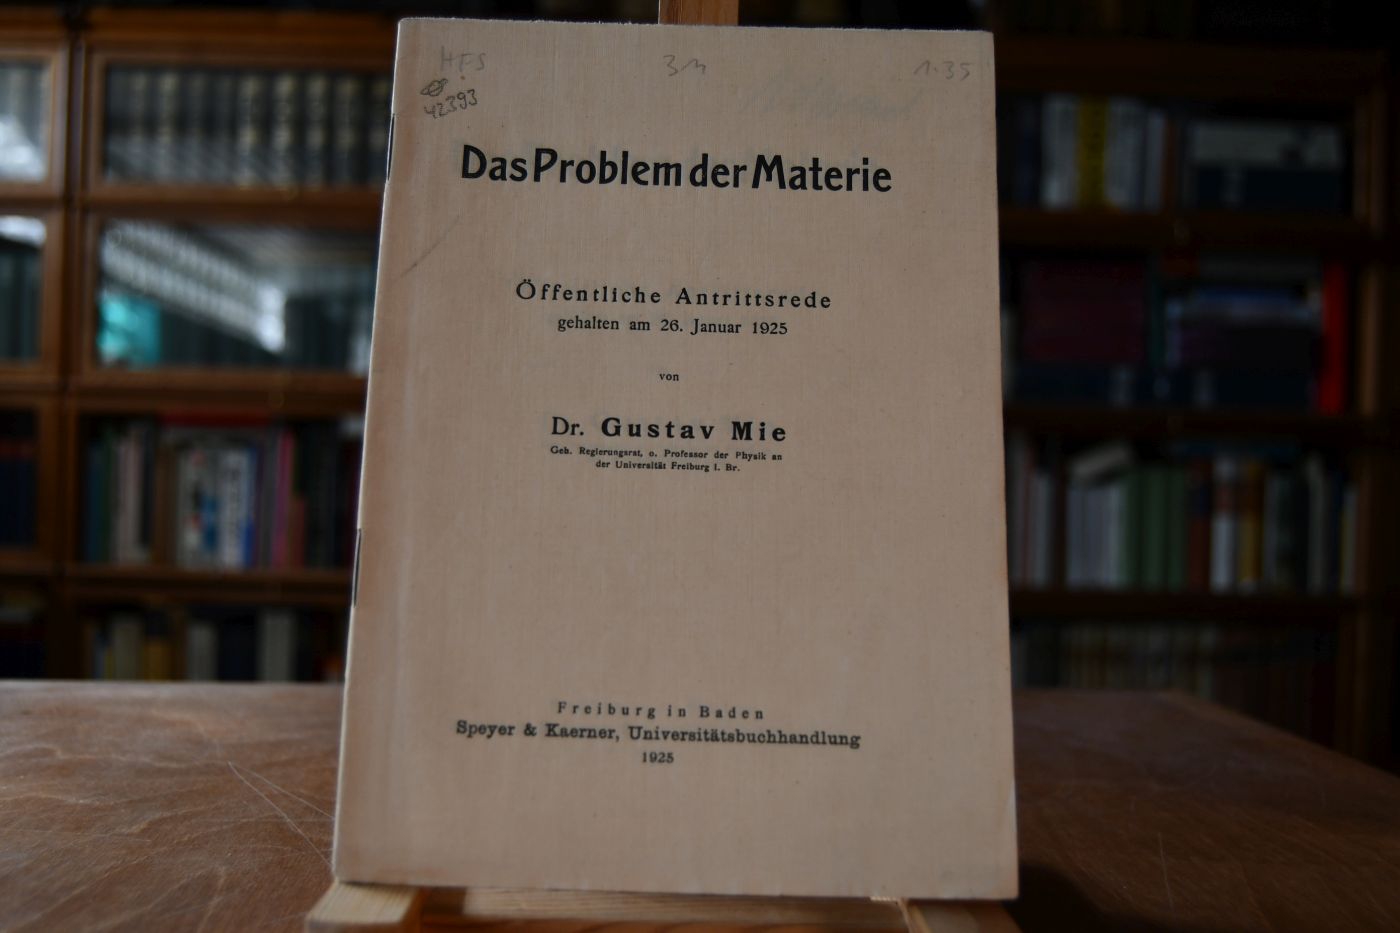 HFS
42393
1.35
Das Problem der Materie
Öffentliche Antrittsrede
gehalten am 26. Januar 1925
von
Dr. Gustav Mie
Geh. Regierungsrat, o. Professor der Physik an
der Universität Freiburg i. Br.
Freiburg in Baden
Speyer & Kaerner, Universitätsbuchhandlung
1925